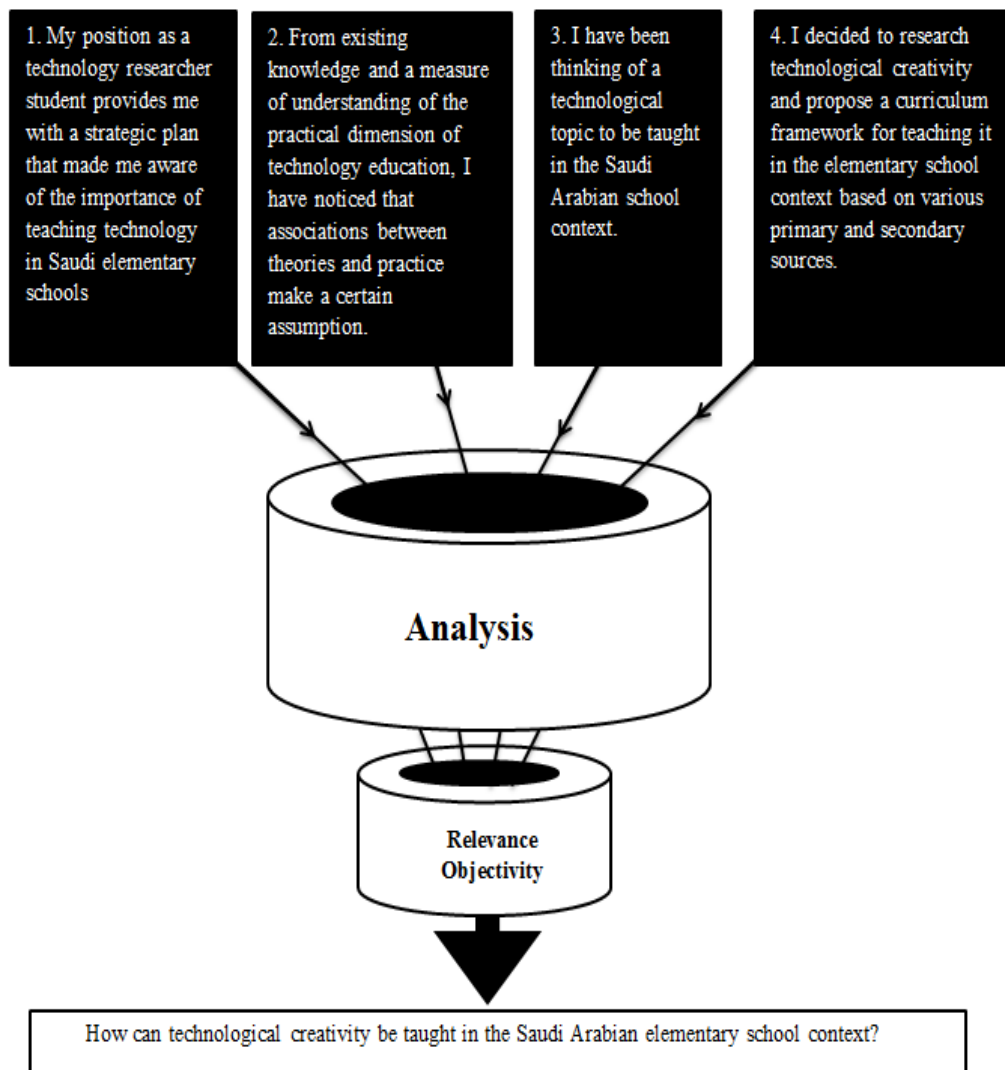 1. My position as a
technology researcher
student provides me
with a strategic plan
that made me aware
of the importance of
teaching technology
in Saudi elementary
schools
2. From existing
knowledge and a measure
of understanding of the
practical dimension of
technology education, I
have noticed that
associations between
theories and practice
make a certain
assumption.
3. I have been
thinking of a
technological
topic to be taught
in the Saudi
Arabian school
context.
4. I decided to research
technological creativity
and propose a curriculum
framework for teaching it
in the elementary school
context based on various
primary and secondary
sources.
Analysis
Relevance
Objectivity
How can technological creativity be taught in the Saudi Arabian elementary school context?